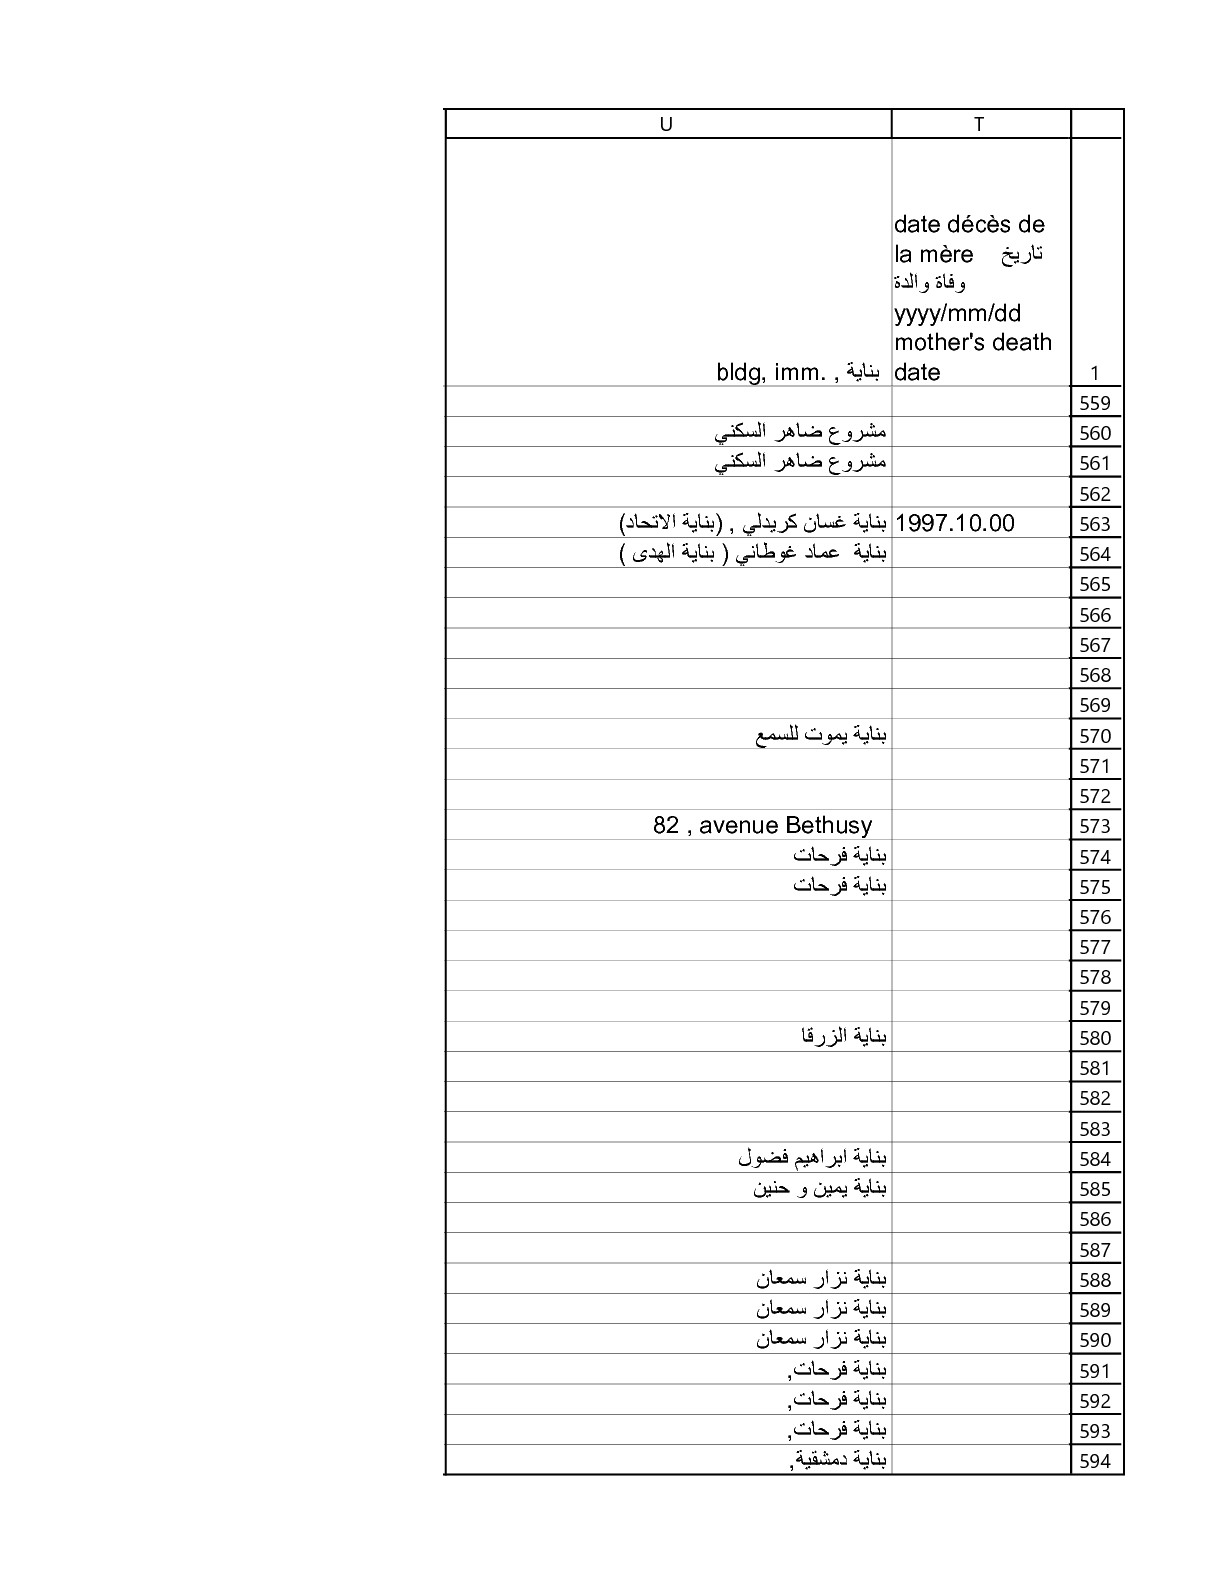 U T
date décès de
la mère تاريخ
وفاة والدة
yyyy/mm/dd
mother's death
date
bldg, imm. , بناية
1
559
560 مشروع ضاهر السكني
561 مشروع ضاهر السكني
562
563 1997.10.00 بناية غسان كريدلي , (بناية الاتحاد)
564 بناية عماد غوطاني ( بناية الهدى )
565
566
567
568
569
570 بناية يموت للسمع
571
572
573 82 , avenue Bethusy
574 بناية فرحات
575 بناية فرحات
576
577
578
579
580 بناية الزرقا
581
582
583
584 بناية ابراهيم فضول
585 بناية يمين و حنين
586
587
588 بناية نزار سمعان
589 بناية نزار سمعان
590 بناية نزار سمعان
591 بناية فرحات,
592 بناية فرحات,
593 بناية فرحات,
594 بناية دمشقية,